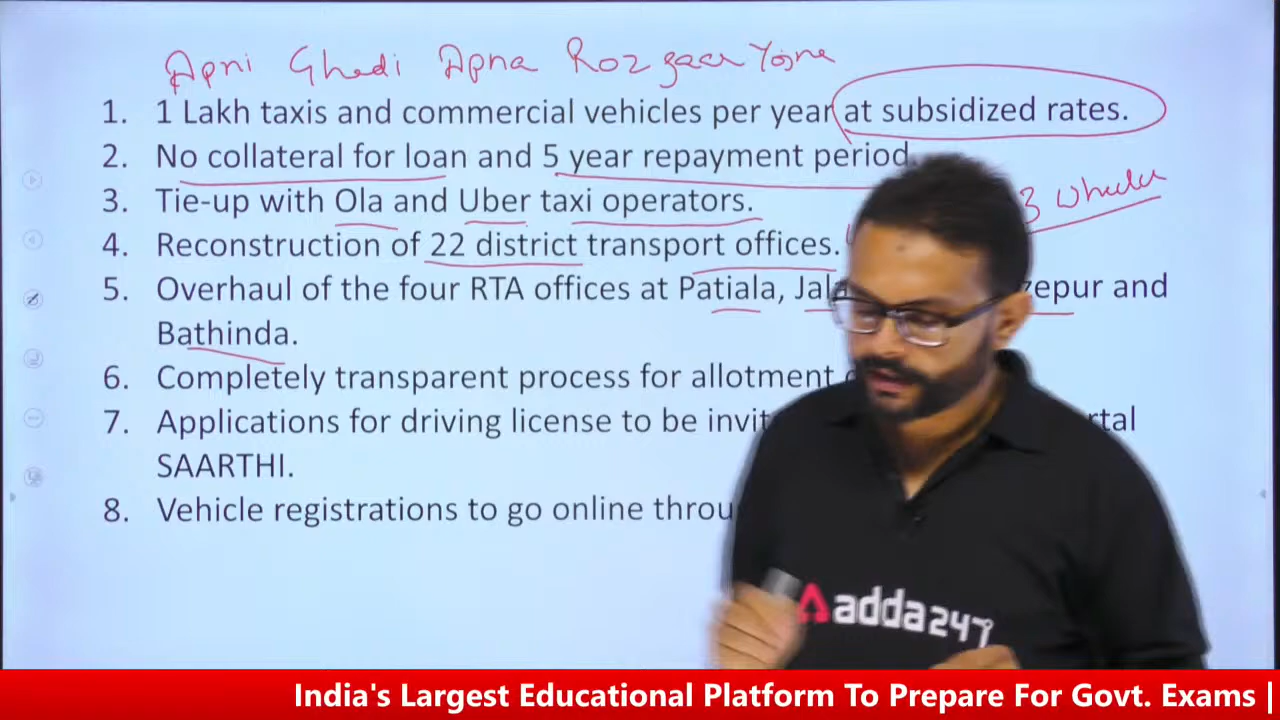 Apni Ghadi Apna Rozgaar Yojna
1. 1 Lakh taxis and commercial vehicles per year at subsidized rates.
2. No collateral for loan and 5 year repayment period.
3. Tie-up with Ola and Uber taxi operators.
3 wheeler
4. Reconstruction of 22 district transport offices.
5. Overhaul of the four RTA offices at Patiala, Jal zepur and
Bathinda.
6. Completely transparent process for allotment
7. Applications for driving license to be invit rtal
SAARTHI.
8. Vehicle registrations to go online throu
adda247
India's Largest Educational Platform To Prepare For Govt. Exams |